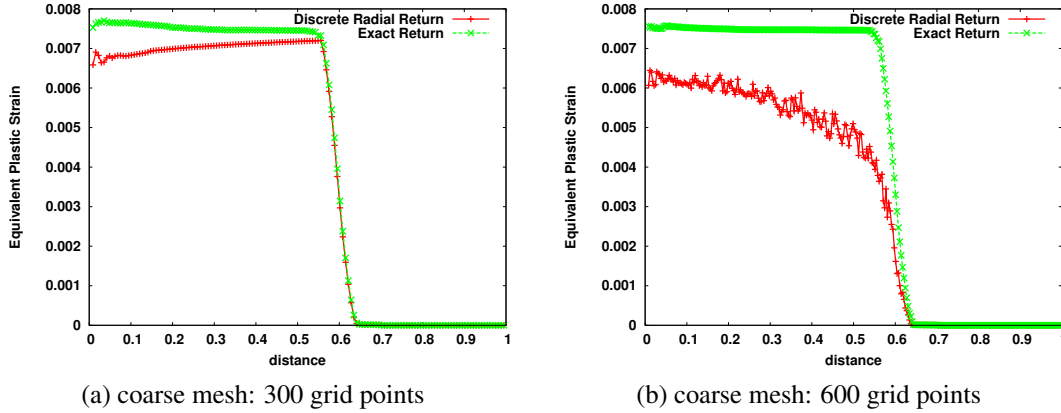 0.008
0.007
0.006
0.005
0.004
0.003
0.002
0.001
0
Equivalent Plastic Strain
Discrete Radial Return
Exact Return
0 0.1 0.2 0.3 0.4 0.5 0.6 0.7 0.8 0.9 1
distance
(a) coarse mesh: 300 grid points
0.008
0.007
0.006
0.005
0.004
0.003
0.002
0.001
0
Equivalent Plastic Strain
Discrete Radial Return
Exact Return
0 0.1 0.2 0.3 0.4 0.5 0.6 0.7 0.8 0.9
distance
(b) coarse mesh: 600 grid points